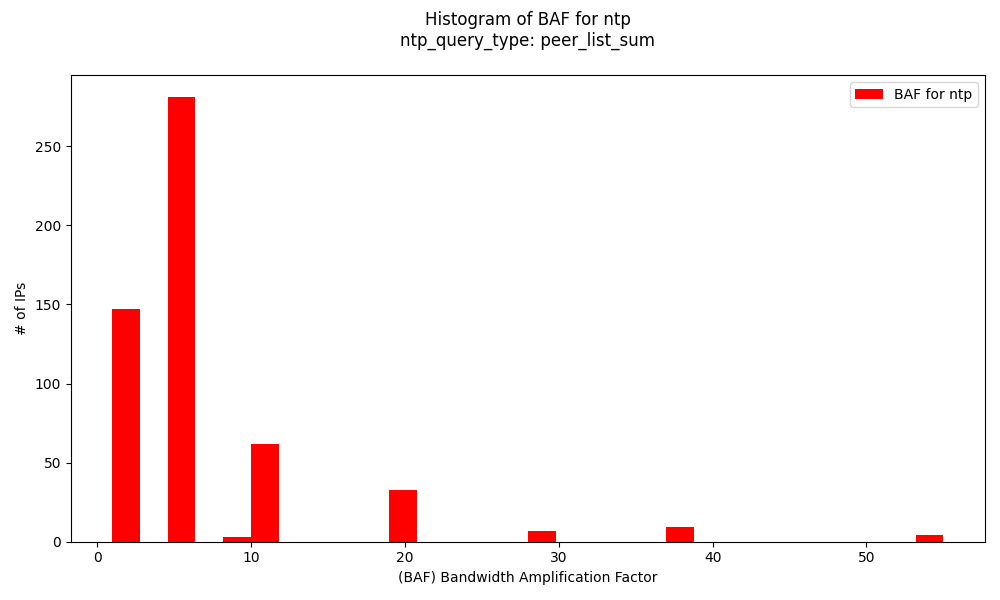 Histogram of BAF for ntp
ntp_query_type: peer_list_sum
BAF for ntp
# of IPs
250
200
150
100
50
0
0 10 20 30 40 50
(BAF) Bandwidth Amplification Factor